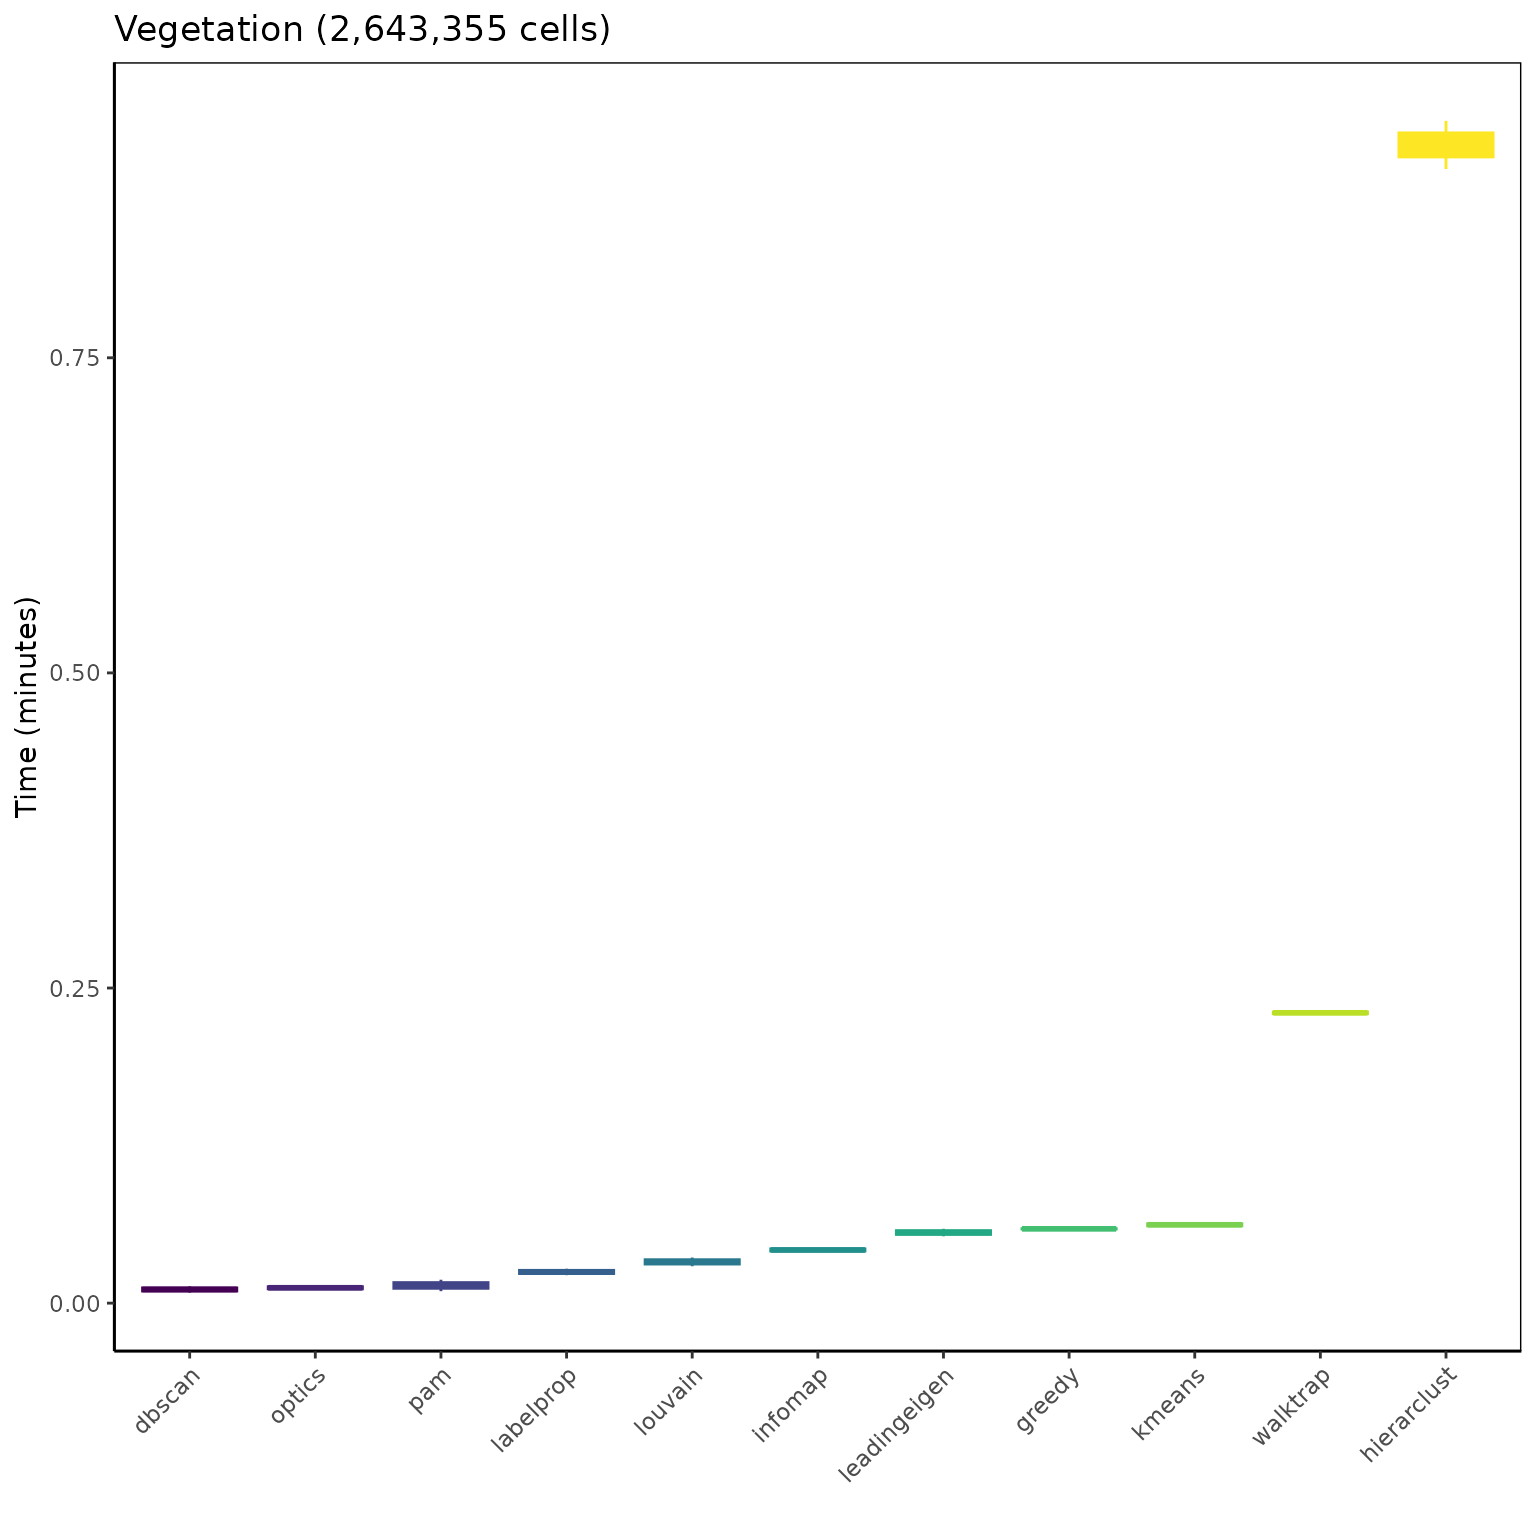 Vegetation (2,643,355 cells)
Time (minutes)
0.75
0.50
0.25
0.00
dbscan
optics
pam
labelprop
louvain
infomap
leadingeigen
greedy
kmeans
walktrap
hierarclust